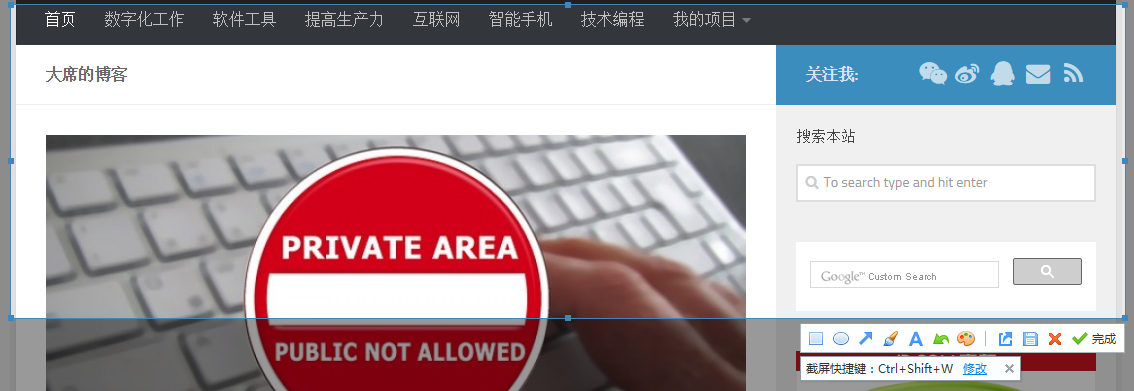 首页 数字化工作 软件工具 提高生产力 互联网 智能手机 技术编程 我的项目
大席的博客
关注我:
搜索本站
To search type and hit enter
PRIVATE AREA
Google™ Custom Search
PUBLIC NOT ALLOWED
完成
截屏快捷键：Ctrl+Shift+W 修改